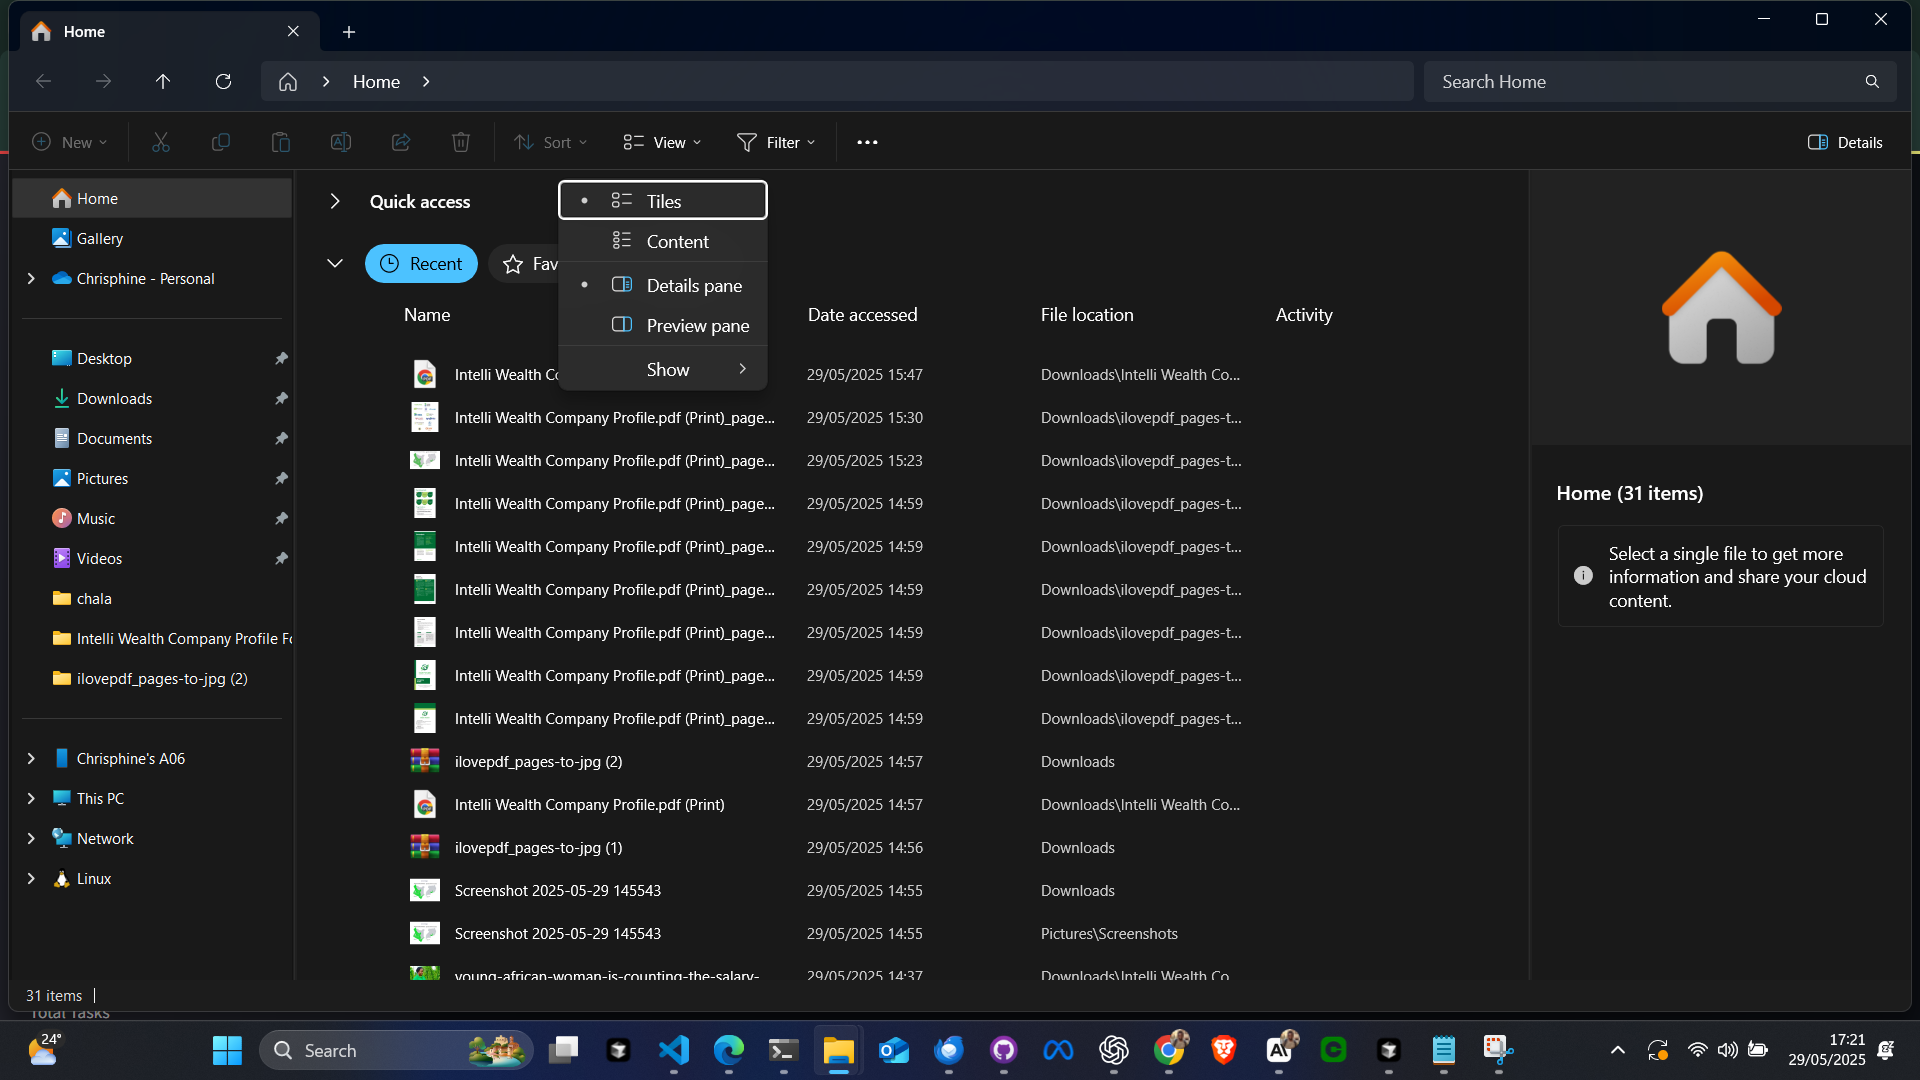 Home
Home
Search Home
New
Sort
View
Filter
Details
Home
Gallery
Chrisphine - Personal
Desktop
Downloads
Documents
Pictures
Music
Videos
chala
Intelli Wealth Company Profile Fo
ilovepdf_pages-to-jpg (2)
Chrisphine's A06
This PC
Network
Linux
Quick access
Recent
Fav
Tiles
Content
Details pane
Preview pane
Show
Name Date accessed File location Activity
Intelli Wealth Co 29/05/2025 15:47 Downloads\Intelli Wealth Co...
Intelli Wealth Company Profile.pdf (Print)_page... 29/05/2025 15:30 Downloads\ilovepdf_pages-t...
Intelli Wealth Company Profile.pdf (Print)_page... 29/05/2025 15:23 Downloads\ilovepdf_pages-t...
Intelli Wealth Company Profile.pdf (Print)_page... 29/05/2025 14:59 Downloads\ilovepdf_pages-t...
Intelli Wealth Company Profile.pdf (Print)_page... 29/05/2025 14:59 Downloads\ilovepdf_pages-t...
Intelli Wealth Company Profile.pdf (Print)_page... 29/05/2025 14:59 Downloads\ilovepdf_pages-t...
Intelli Wealth Company Profile.pdf (Print)_page... 29/05/2025 14:59 Downloads\ilovepdf_pages-t...
Intelli Wealth Company Profile.pdf (Print)_page... 29/05/2025 14:59 Downloads\ilovepdf_pages-t...
Intelli Wealth Company Profile.pdf (Print)_page... 29/05/2025 14:59 Downloads\ilovepdf_pages-t...
ilovepdf_pages-to-jpg (2) 29/05/2025 14:57 Downloads
Intelli Wealth Company Profile.pdf (Print) 29/05/2025 14:57 Downloads\Intelli Wealth Co...
ilovepdf_pages-to-jpg (1) 29/05/2025 14:56 Downloads
Screenshot 2025-05-29 145543 29/05/2025 14:55 Downloads
Screenshot 2025-05-29 145543 29/05/2025 14:55 Pictures\Screenshots
young-african-woman-is-counting-the-salary- 29/05/2025 14:37 Downloads\Intelli Wealth Co
Home (31 items)
Select a single file to get more
information and share your cloud
content.
31 items
Total Tasks
24°
Search
17:21
29/05/2025